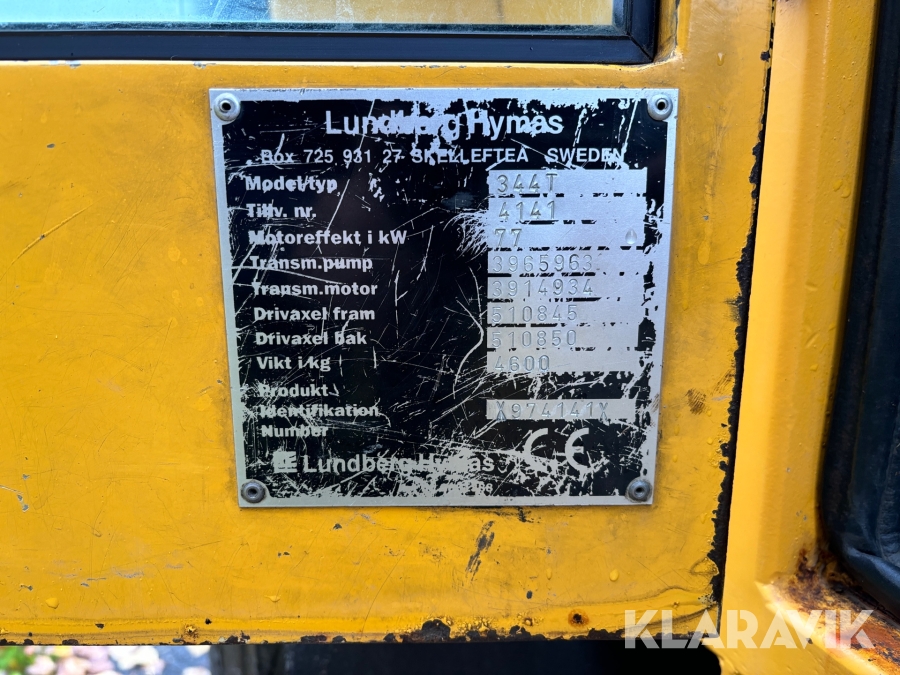 Lundberg Hymas
Box 725 931 27 SKELLEFTEA SWEDEN
Model/typ 344T
Tillv. nr. 4141
Motoreffekt i kW 77
Transm.pump 3965963
Transm.motor 3914934
Drivaxel fram 510845
Drivaxel bak 510850
Vikt i kg 4600
Produkt
Identifikation X974141X
Number
Lundberg Hymas CE
KLARAVIK